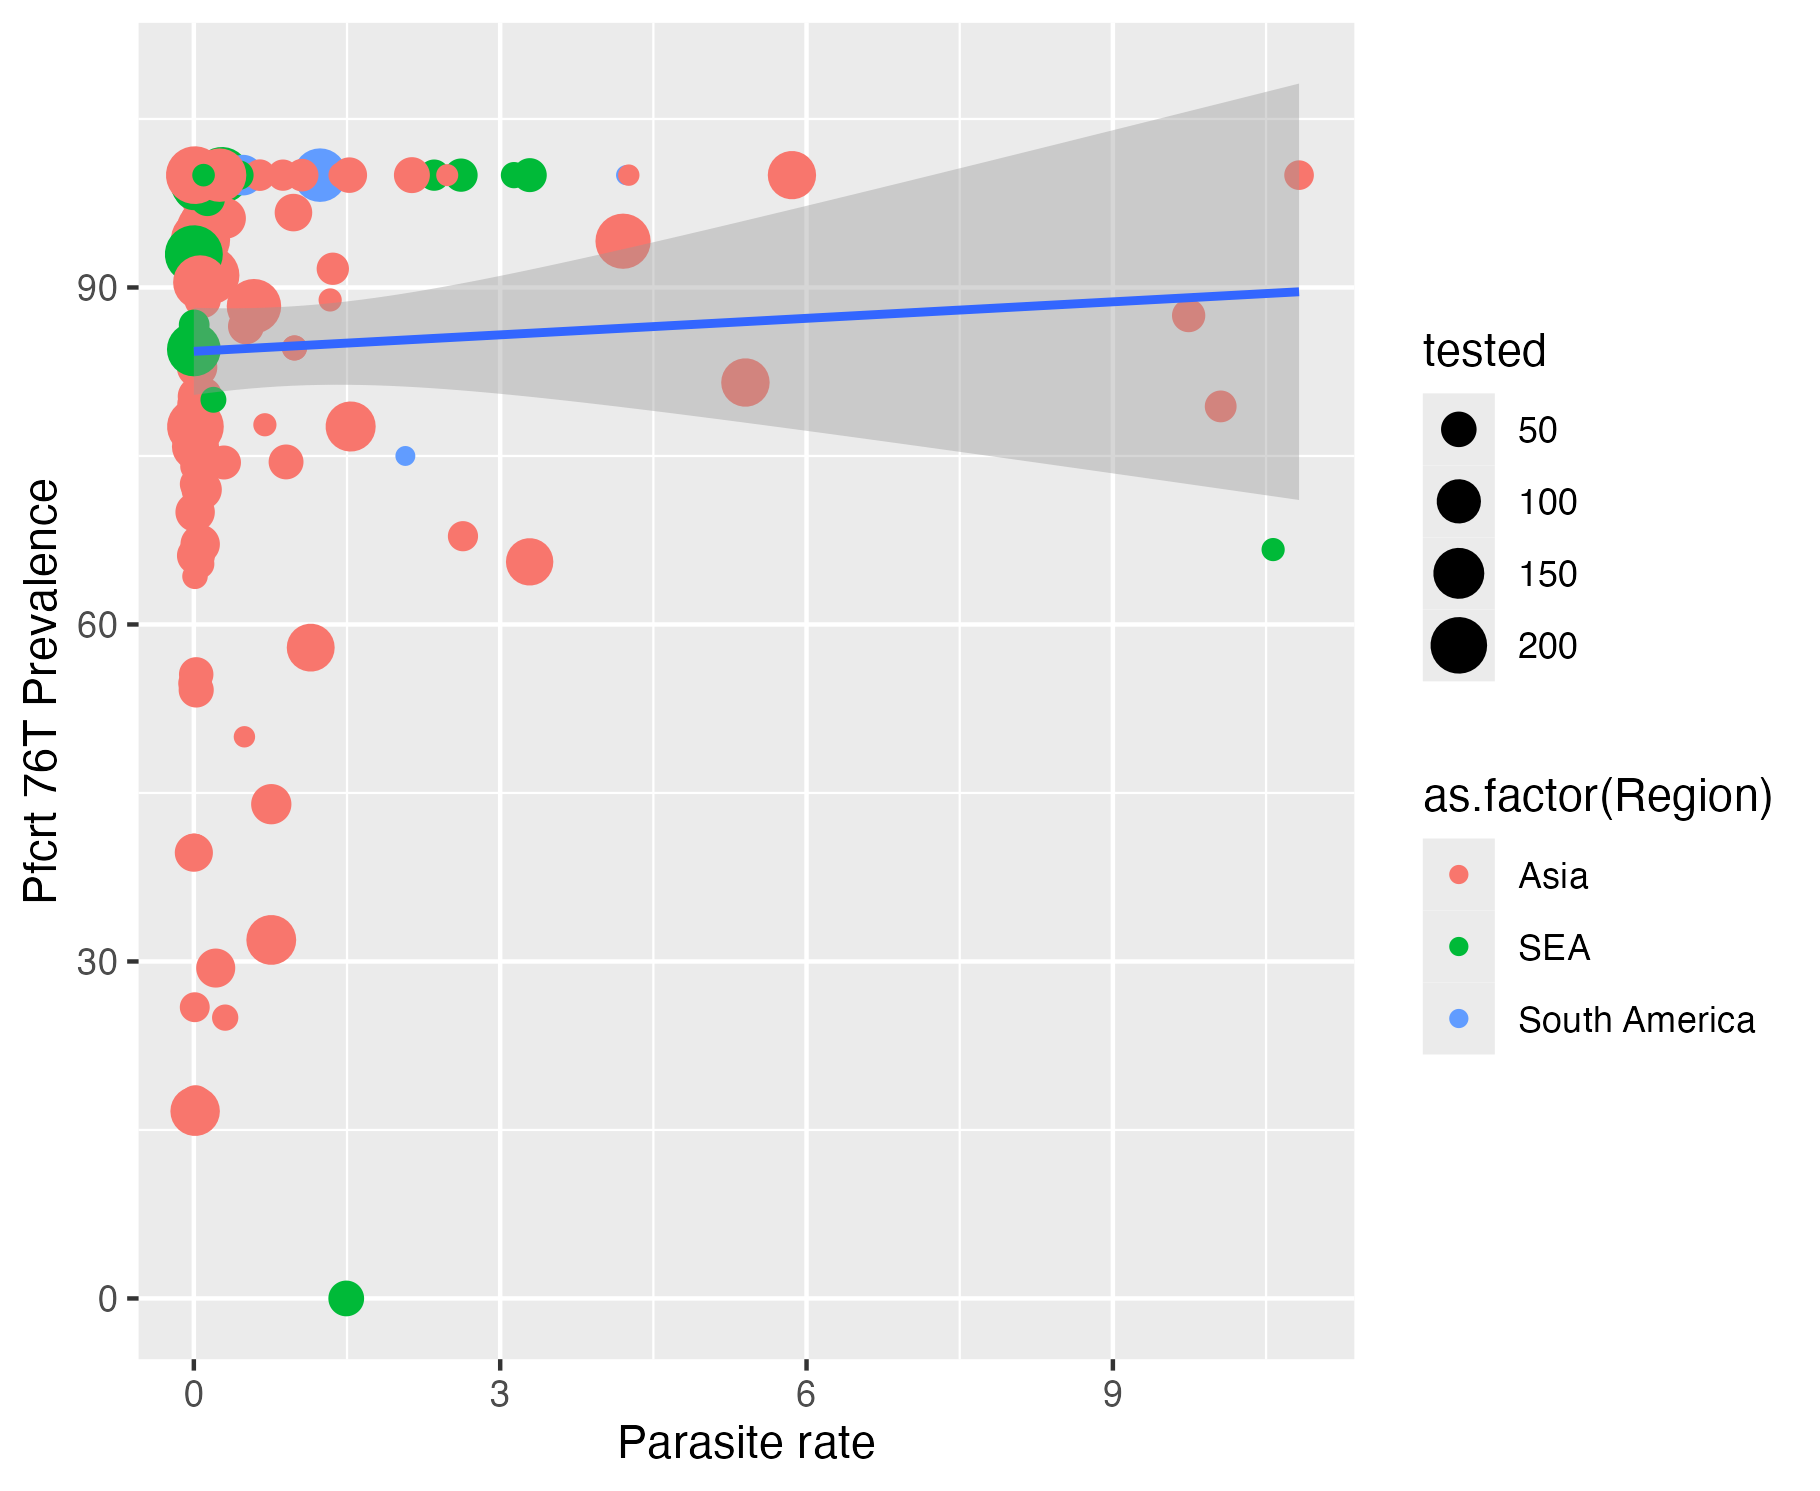 90
60
30
0
Pfcrt 76T Prevalence
0
3
6
9
Parasite rate
tested
50
100
150
200
as.factor(Region)
Asia
SEA
South America